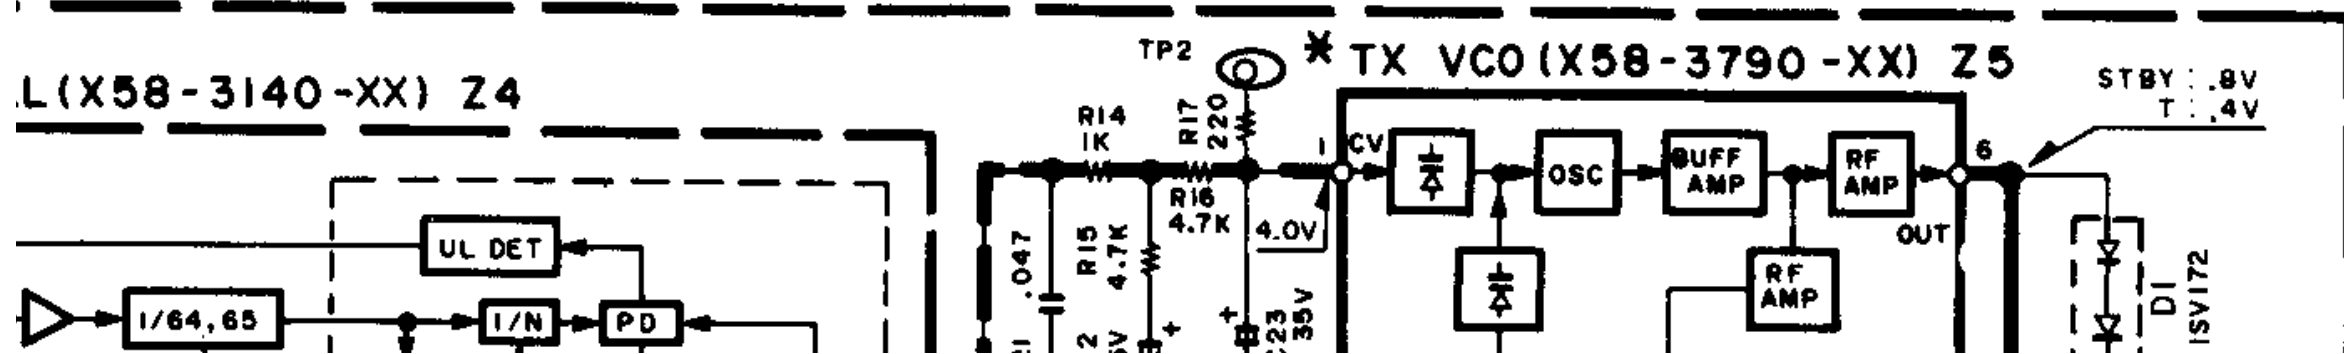 TP2
* TX VCO (X58-3790-XX) Z5
L(X58-3140-XX) Z4
STBY : .8V
T : .4V
R14
1K
R17
220
1
CV
R16
4.7K
4.0V
OSC
BUFF
AMP
RF
AMP
6
OUT
UL DET
.047
R15
4.7K
RF
AMP
1/64,65
1/N
PD
+
+
C23
35V
D1
1SV172